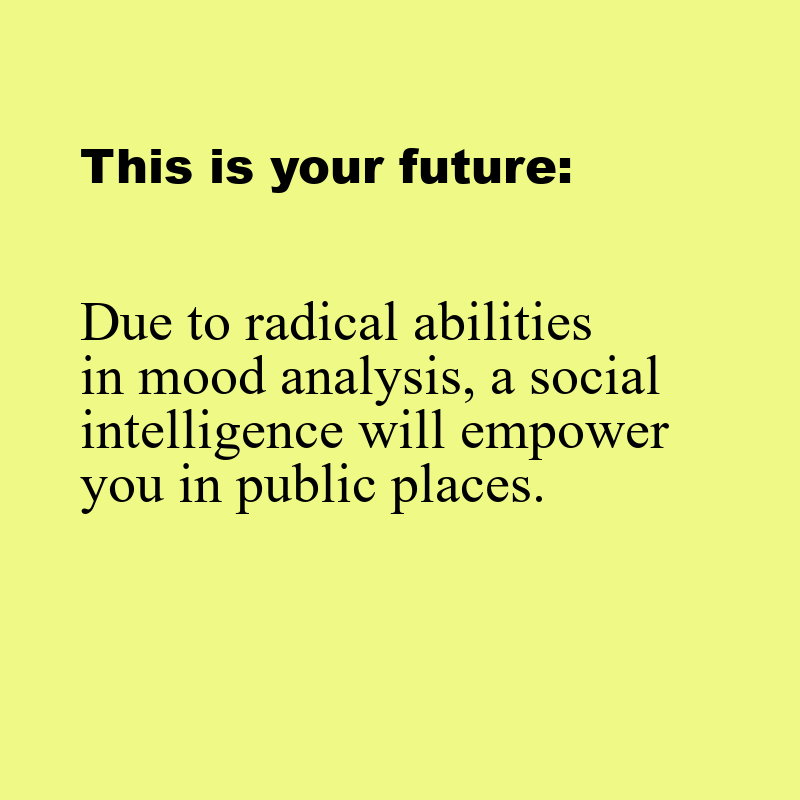 This is your future:
Due to radical abilities
in mood analysis, a social
intelligence will empower
you in public places.